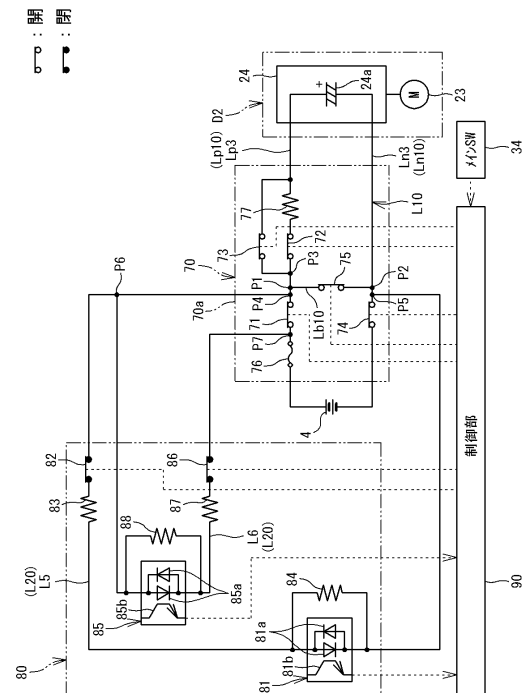 ：開
：閉
24
24a
+
M
23
D2
(Lp10)
Lp3
Ln3
(Ln10)
L10
メインSW
34
77
73
72
70
70a
P3
P1
P4
71
P7
76
75
Lb10
P2
P5
74
P6
4
制御部
90
82
83
86
87
88
(L20)
L5
L6
(L20)
85b
85
85a
84
81a
81b
81
80